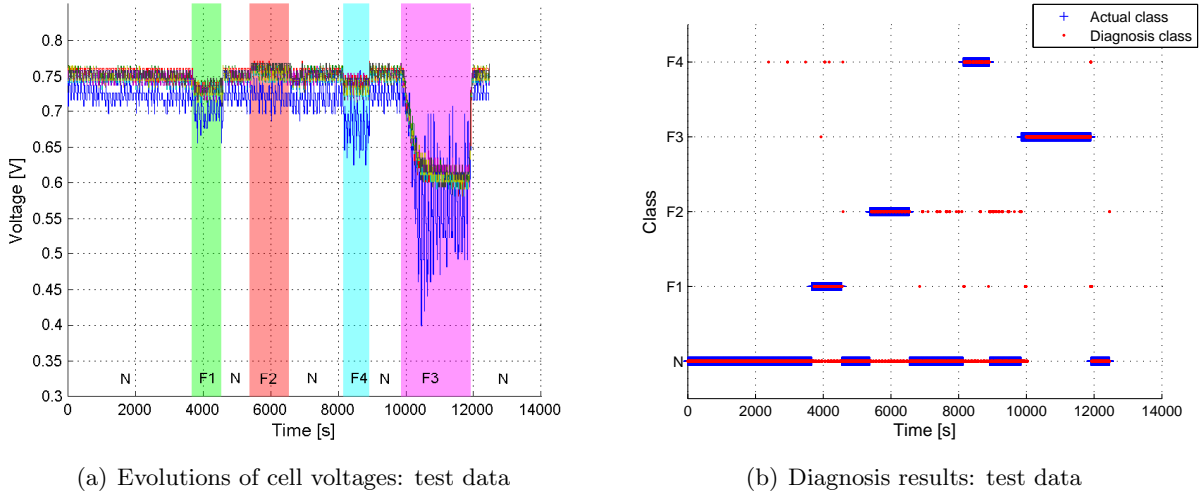 0.8
0.75
0.7
0.65
0.6
0.55
0.5
0.45
0.4
0.35
0.3
Voltage [V]
N F1 N F2 N F4 N F3 N
0 2000 4000 6000 8000 10000 12000 14000
Time [s]
(a) Evolutions of cell voltages: test data
Actual class
Diagnosis class
F4
F3
F2
F1
N
Class
0 2000 4000 6000 8000 10000 12000 14000
Time [s]
(b) Diagnosis results: test data